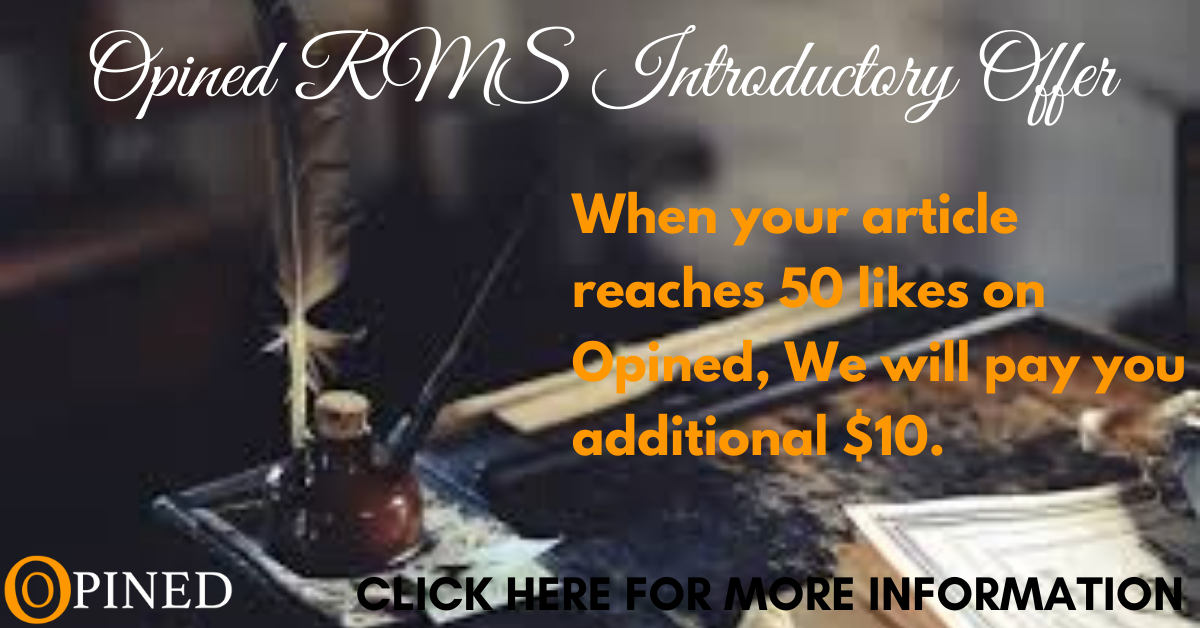 Opined RMS Introductory Offer
When your article
reaches 50 likes on
Opined, We will pay you
additional $10.
OPINED
CLICK HERE FOR MORE INFORMATION